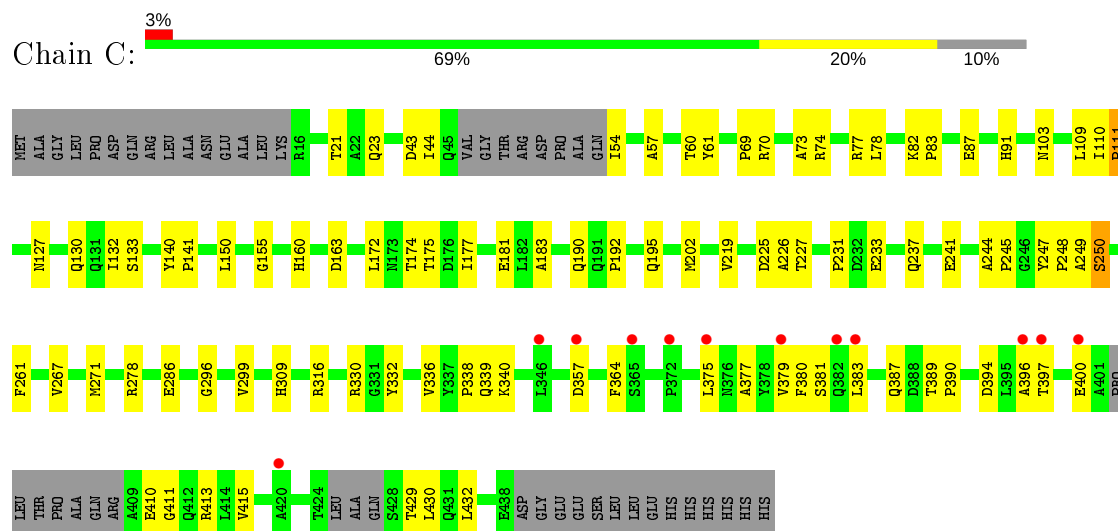 3%
Chain C:
69% 20% 10%
MET ALA GLY LEU PRO ASP GLN ARG LEU ALA ASN GLU ALA LEU LYS R16 T21 A22 Q23 D43 I44 Q45 VAL GLY THR ARG ASP PRO ALA GLN I54 A57 T60 Y61 P69 R70 A73 R74 R77 L78 K82 P83 E87 H91 N103 L109 I110
N127 Q130 Q131 I132 S133 Y140 P141 L150 G155 H160 D163 L172 N173 T174 T175 D176 I177 E181 L182 A183 Q190 Q191 P192 Q195 M202 V219 D225 A226 T227 P231 D232 E233 Q237 E241 A244 P245 G246 Y247 P248 A249 S250
F261 V267 M271 R278 E286 G296 V299 H309 R316 R330 G331 Y332 V336 Y337 P338 Q339 K340 L346 D357 F364 S365 P372 L375 N376 A377 Y378 V379 F380 S381 Q382 L383 Q387 D388 T389 P390 D394 L395 A396 T397 E400 A401 PRO
LEU THR PRO ALA GLN ARG A409 E410 G411 Q412 R413 L414 V415 A420 T424 LEU ALA GLN S428 T429 L430 Q431 L432 E438 ASP GLY GLU GLU SER LEU LEU GLU HIS HIS HIS HIS HIS HIS